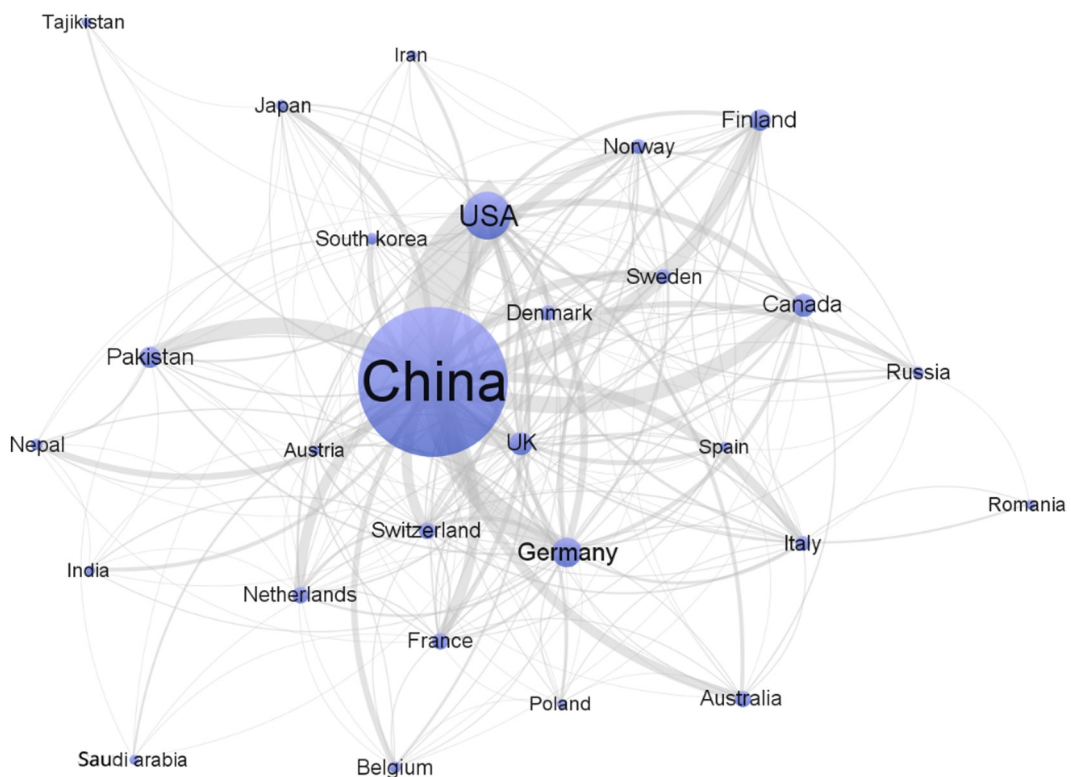 Tajikistan
Iran
Japan
Finland
Norway
USA
South korea
Sweden
Canada
Denmark
Pakistan
Russia
China
Nepal
Austria
UK
Spain
Romania
Switzerland
Germany
Italy
India
Netherlands
France
Poland
Australia
Saudi arabia
Belgium